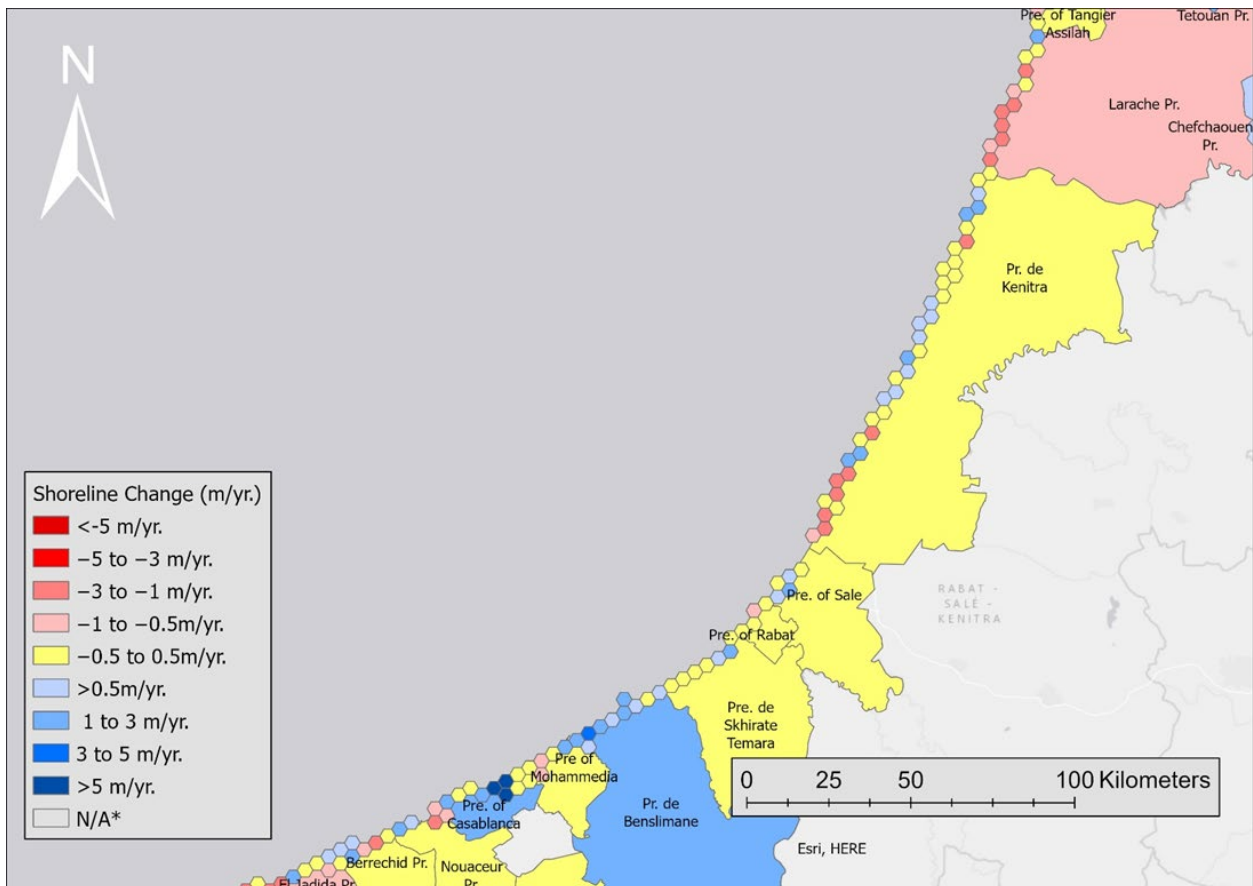 N
Pre. of Tangier
Assilah
Tetouan Pr.
Larache Pr.
Chefchaouen
Pr.
Pr. de
Kenitra
Pre. of Sale
RABAT -
SALÉ -
KENITRA
Pre. of Rabat
Pre. de
Skhirate
Temara
Pre of
Mohammedia
Pr. de
Benslimane
Pre. of
Casablanca
Berrechid Pr.
Nouaceur
Pr.
El Jadida Pr.
Shoreline Change (m/yr.)
<-5 m/yr.
−5 to −3 m/yr.
−3 to −1 m/yr.
−1 to −0.5m/yr.
−0.5 to 0.5m/yr.
>0.5m/yr.
1 to 3 m/yr.
3 to 5 m/yr.
>5 m/yr.
N/A*
0 25 50 100 Kilometers
Esri, HERE